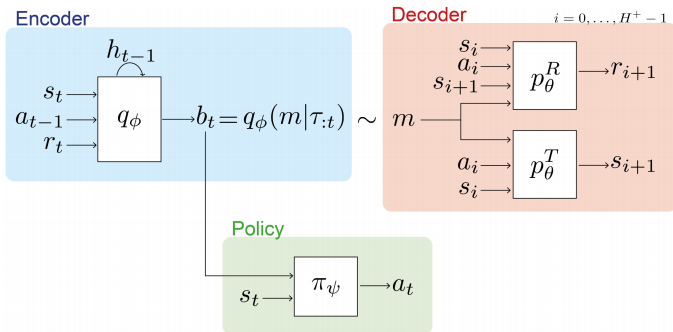 Encoder
h_{t-1}
s_t
a_{t-1}
r_t
q_ϕ
b_t = q_ϕ(m|τ_{:t}) ∼ m
Decoder
i = 0, . . . , H^+ − 1
s_i
a_i
s_{i+1}
p_θ^R
r_{i+1}
p_θ^T
a_i
s_i
s_{i+1}
Policy
s_t
π_ψ
a_t